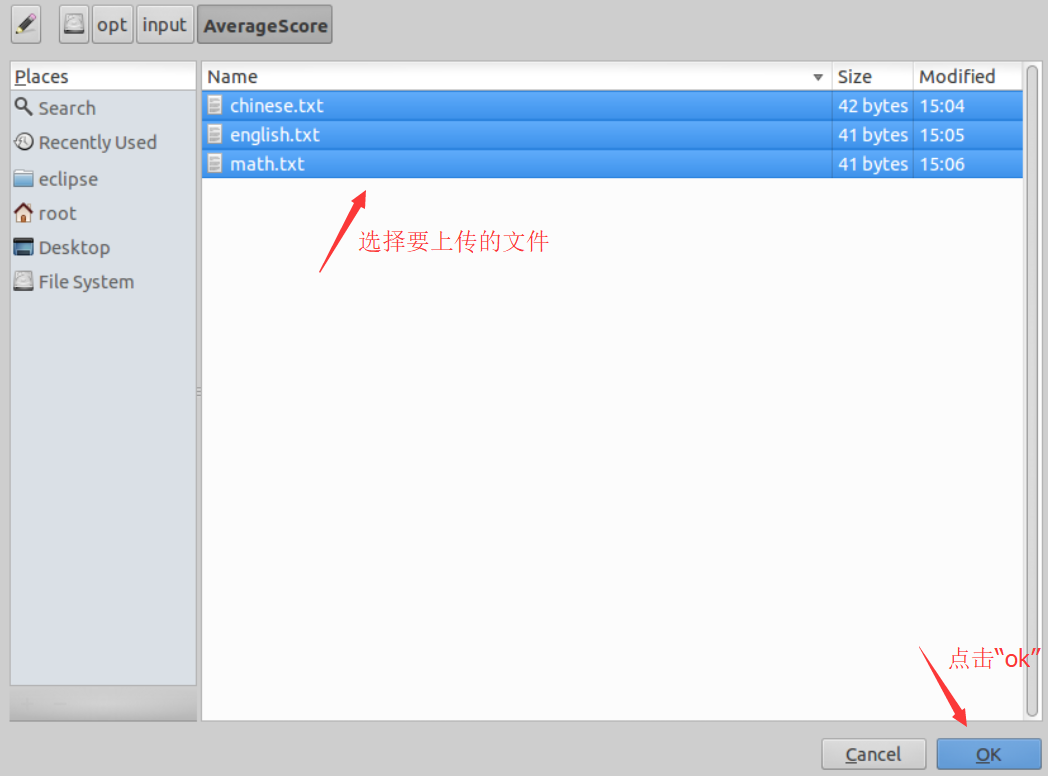 opt input AverageScore
Places
Search
Recently Used
eclipse
root
Desktop
File System
Name Size Modified
chinese.txt 42 bytes 15:04
english.txt 41 bytes 15:05
math.txt 41 bytes 15:06
选择要上传的文件
点击“ok”
Cancel OK